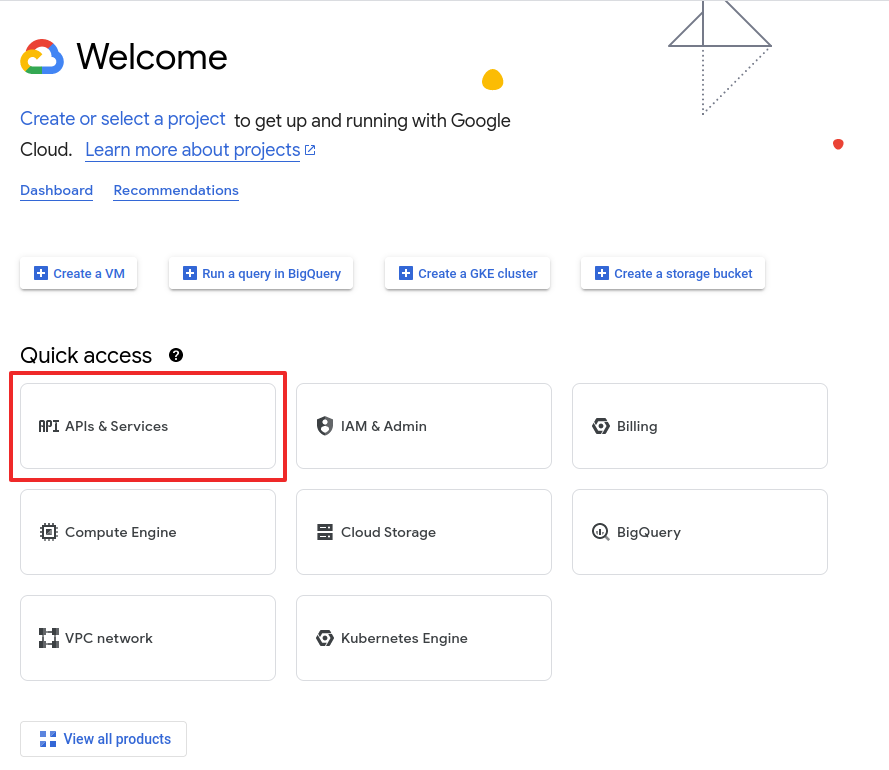 Welcome
Create or select a project to get up and running with Google
Cloud. Learn more about projects
Dashboard Recommendations
Create a VM Run a query in BigQuery Create a GKE cluster Create a storage bucket
Quick access ?
API APIs & Services IAM & Admin Billing
Compute Engine Cloud Storage BigQuery
VPC network Kubernetes Engine
View all products